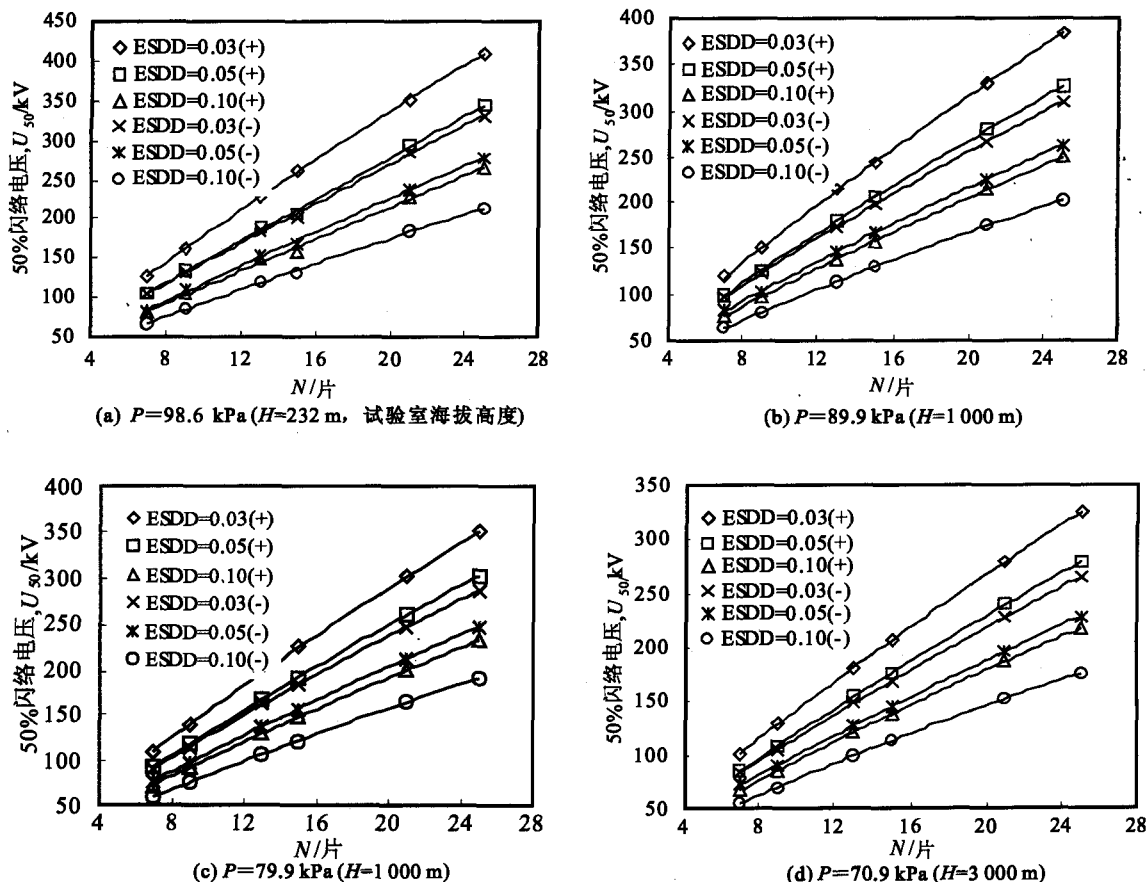 50%闪络电压,U50/kV
450
400
350
300
250
200
150
100
50
ESDD=0.03(+)
ESDD=0.05(+)
ESDD=0.10(+)
ESDD=0.03(-)
ESDD=0.05(-)
ESDD=0.10(-)
4 8 12 16 20 24 28
N/片
(a) P=98.6 kPa (H=232 m，试验室海拔高度)
50%闪络电压,U50/kV
400
350
300
250
200
150
100
50
ESDD=0.03(+)
ESDD=0.05(+)
ESDD=0.10(+)
ESDD=0.03(-)
ESDD=0.05(-)
ESDD=0.10(-)
4 8 12 16 20 24 28
N/片
(b) P=89.9 kPa (H=1 000 m)
50%闪络电压,U50/kV
400
350
300
250
200
150
100
50
ESDD=0.03(+)
ESDD=0.05(+)
ESDD=0.10(+)
ESDD=0.03(-)
ESDD=0.05(-)
ESDD=0.10(-)
4 8 12 16 20 24 28
N/片
(c) P=79.9 kPa (H=1 000 m)
50%闪络电压,U50/kV
350
300
250
200
150
100
50
ESDD=0.03(+)
ESDD=0.05(+)
ESDD=0.10(+)
ESDD=0.03(-)
ESDD=0.05(-)
ESDD=0.10(-)
4 8 12 16 20 24 28
N/片
(d) P=70.9 kPa (H=3 000 m)